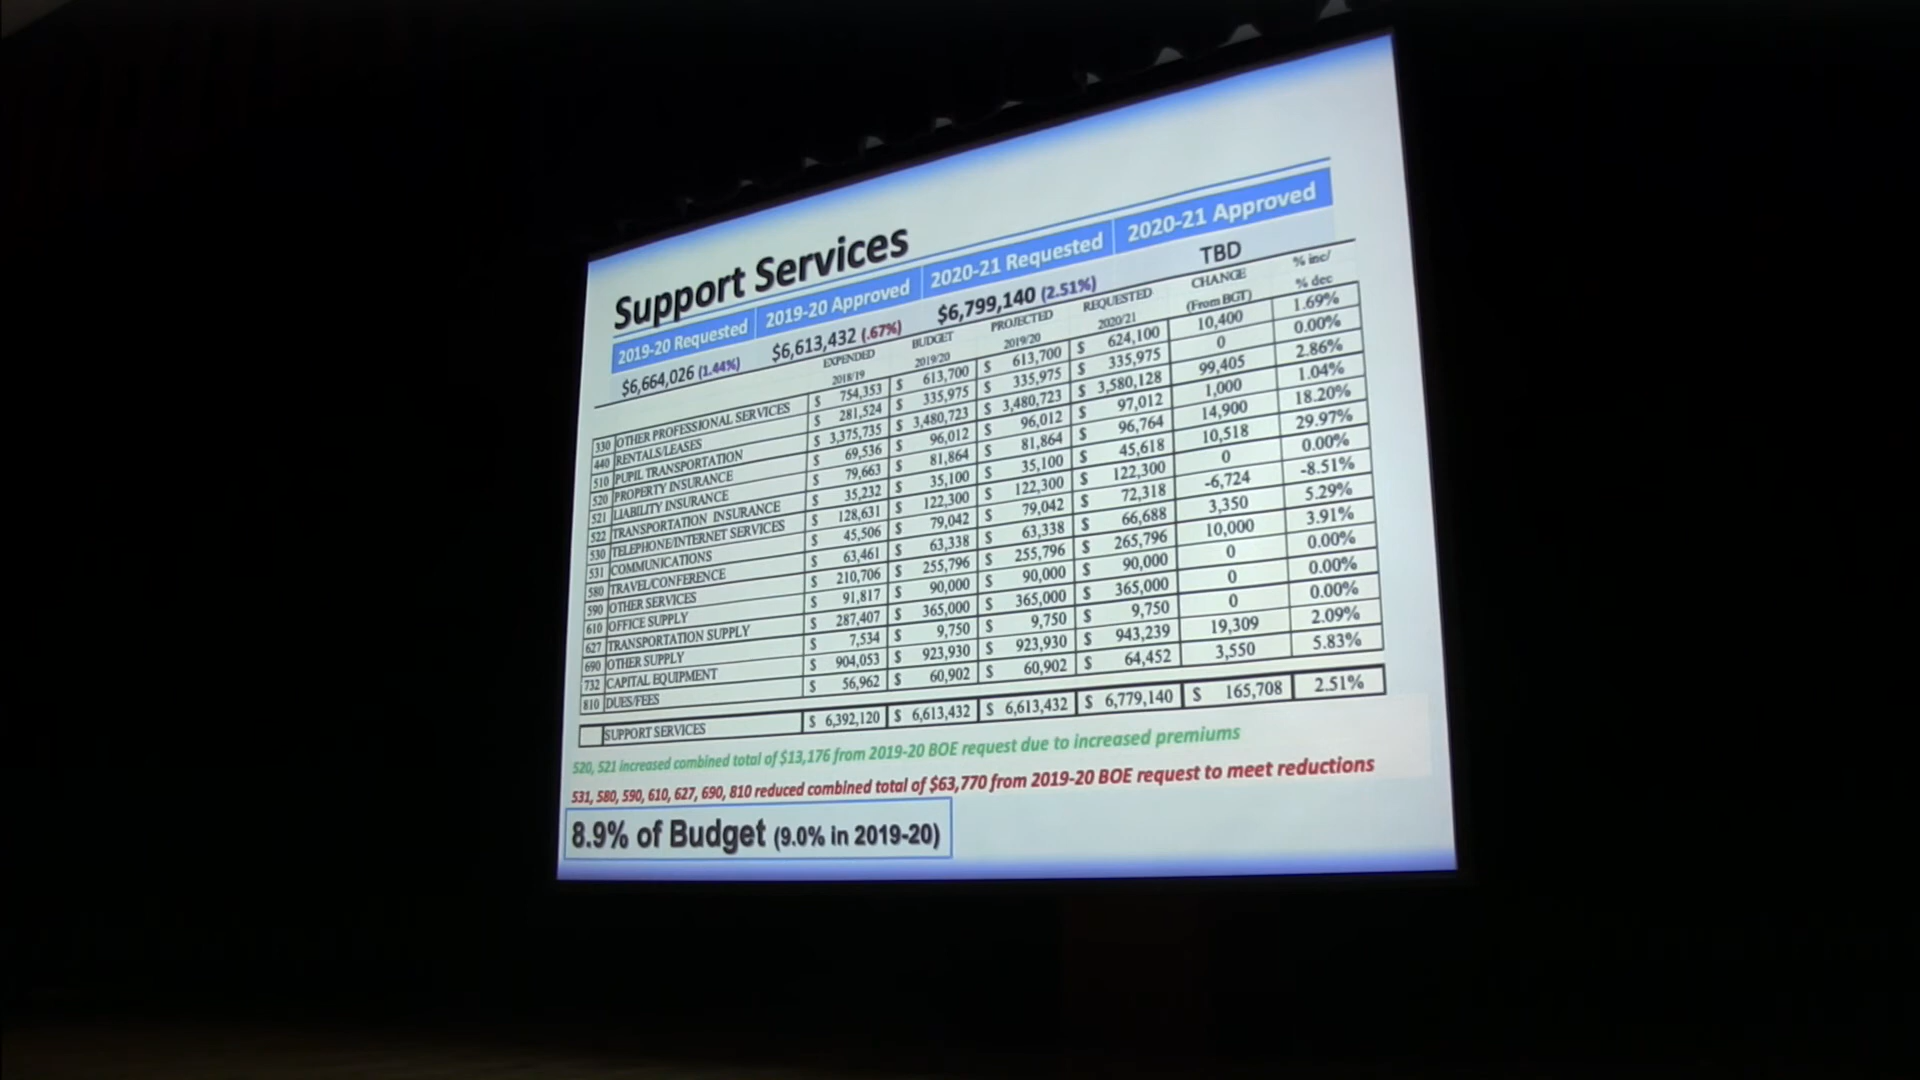 Support Services
2019-20 Requested 2019-20 Approved 2020-21 Requested 2020-21 Approved
$6,664,026 (1.44%) $6,613,432 (.67%) $6,799,140 (2.51%) TBD
EXPENDED BUDGET PROJECTED REQUESTED CHANGE % inc/
2018/19 2019/20 2019/20 2020/21 (From BGT) % dec
330 OTHER PROFESSIONAL SERVICES $ 754,353 $ 613,700 $ 613,700 $ 624,100 10,400 1.69%
440 RENTALS/LEASES $ 281,524 $ 335,975 $ 335,975 $ 335,975 0 0.00%
510 PUPIL TRANSPORTATION $ 3,375,735 $ 3,480,723 $ 3,480,723 $ 3,580,128 99,405 2.86%
520 PROPERTY INSURANCE $ 69,536 $ 96,012 $ 96,012 $ 97,012 1,000 1.04%
521 LIABILITY INSURANCE $ 79,663 $ 81,864 $ 81,864 $ 96,764 14,900 18.20%
522 TRANSPORTATION INSURANCE $ 35,232 $ 35,100 $ 35,100 $ 45,618 10,518 29.97%
530 TELEPHONE/INTERNET SERVICES $ 128,631 $ 122,300 $ 122,300 $ 122,300 0 0.00%
531 COMMUNICATIONS $ 45,506 $ 79,042 $ 79,042 $ 72,318 -6,724 -8.51%
580 TRAVEL/CONFERENCE $ 63,461 $ 63,338 $ 63,338 $ 66,688 3,350 5.29%
590 OTHER SERVICES $ 210,706 $ 255,796 $ 255,796 $ 265,796 10,000 3.91%
610 OFFICE SUPPLY $ 91,817 $ 90,000 $ 90,000 $ 90,000 0 0.00%
627 TRANSPORTATION SUPPLY $ 287,407 $ 365,000 $ 365,000 $ 365,000 0 0.00%
690 OTHER SUPPLY $ 7,534 $ 9,750 $ 9,750 $ 9,750 0 0.00%
732 CAPITAL EQUIPMENT $ 904,053 $ 923,930 $ 923,930 $ 943,239 19,309 2.09%
810 DUES/FEES $ 56,962 $ 60,902 $ 60,902 $ 64,452 3,550 5.83%
SUPPORT SERVICES $ 6,392,120 $ 6,613,432 $ 6,613,432 $ 6,779,140 $ 165,708 2.51%
520, 521 increased combined total of $13,176 from 2019-20 BOE request due to increased premiums
531, 580, 590, 610, 627, 690, 810 reduced combined total of $63,770 from 2019-20 BOE request to meet reductions
8.9% of Budget (9.0% in 2019-20)